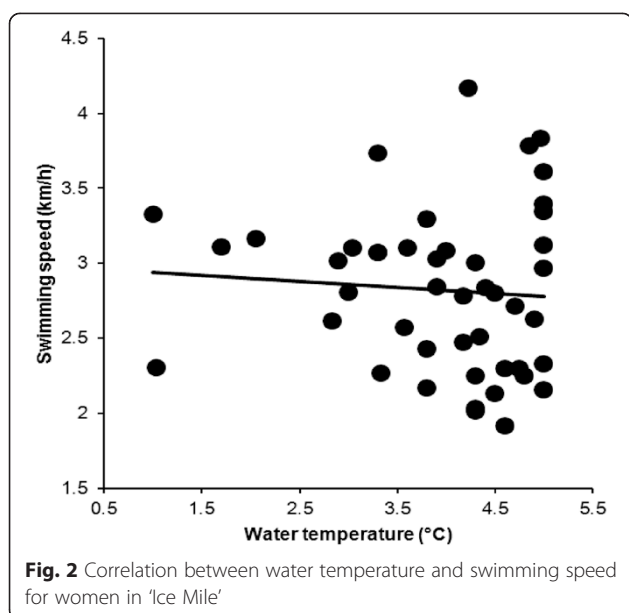 4.5
4
3.5
3
2.5
2
1.5
Swimming speed (km/h)
0.5 1.5 2.5 3.5 4.5 5.5
Water temperature (°C)
Fig. 2 Correlation between water temperature and swimming speed
for women in ‘Ice Mile’